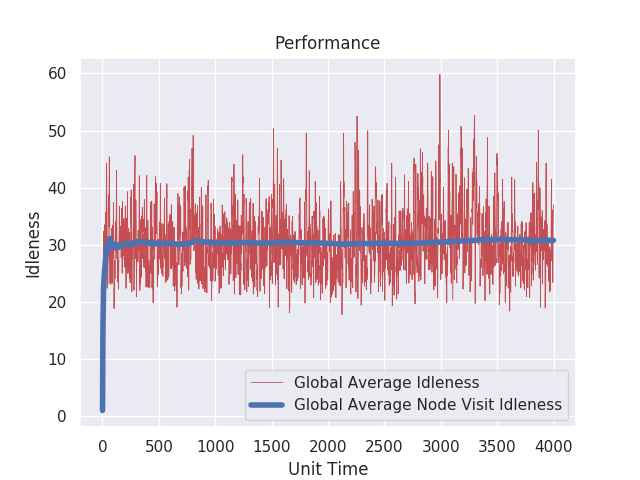 Performance
60
50
40
30
20
10
0
Idleness
0 500 1000 1500 2000 2500 3000 3500 4000
Unit Time
Global Average Idleness
Global Average Node Visit Idleness